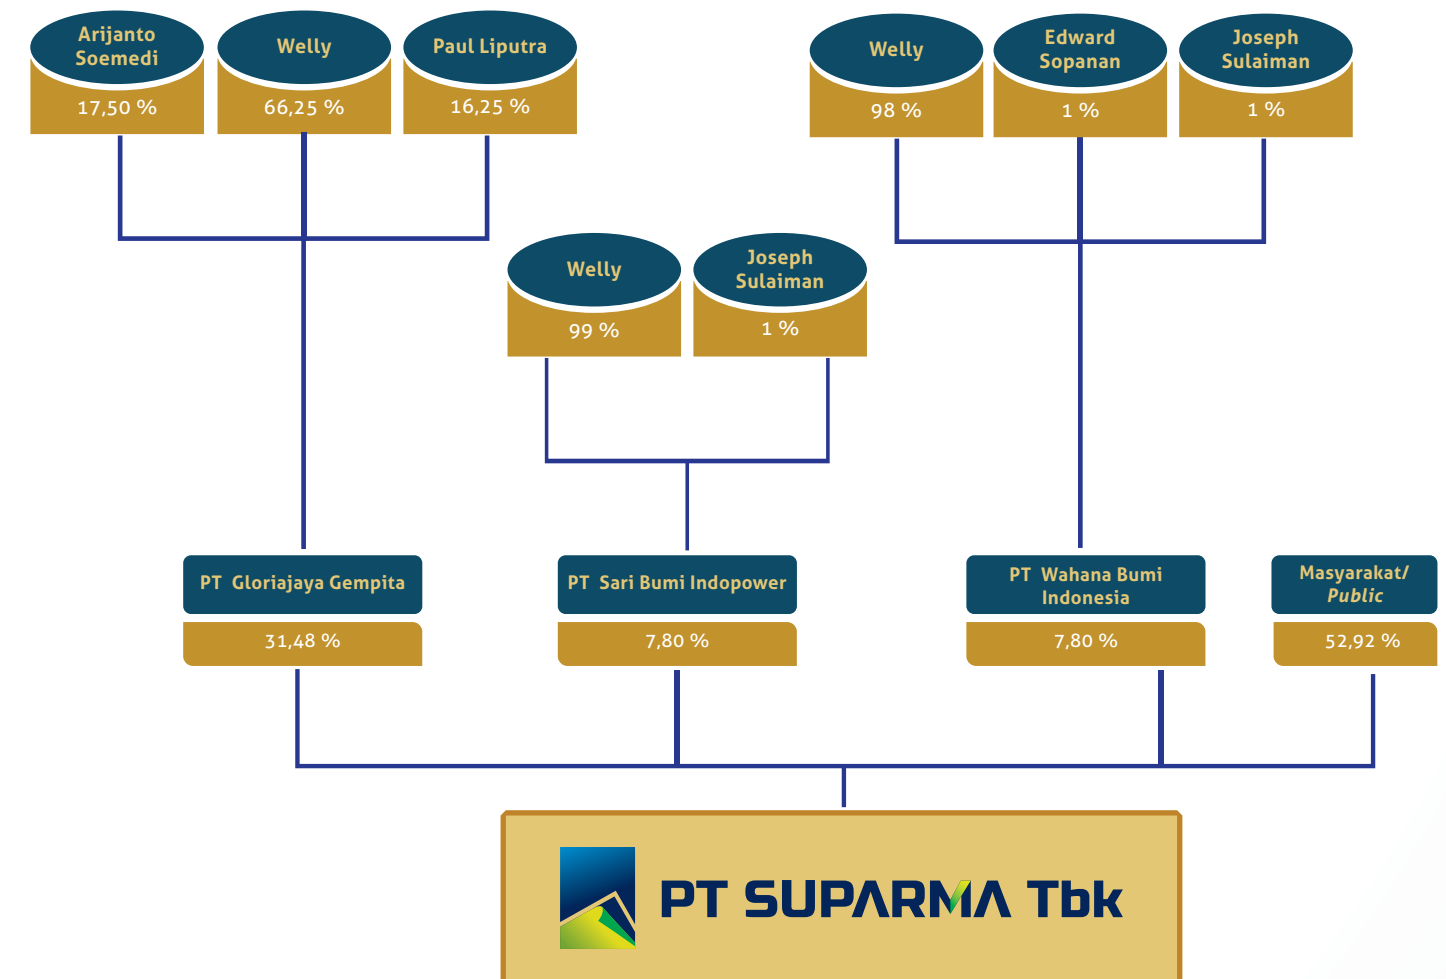 Arijanto
Soemedi
17,50 %
Welly
66,25 %
Paul Liputra
16,25 %
Welly
98 %
Edward
Sopanan
1 %
Joseph
Sulaiman
1 %
Welly
99 %
Joseph
Sulaiman
1 %
PT Gloriajaya Gempita
31,48 %
PT Sari Bumi Indopower
7,80 %
PT Wahana Bumi
Indonesia
7,80 %
Masyarakat/
Public
52,92 %
PT SUPARMA Tbk